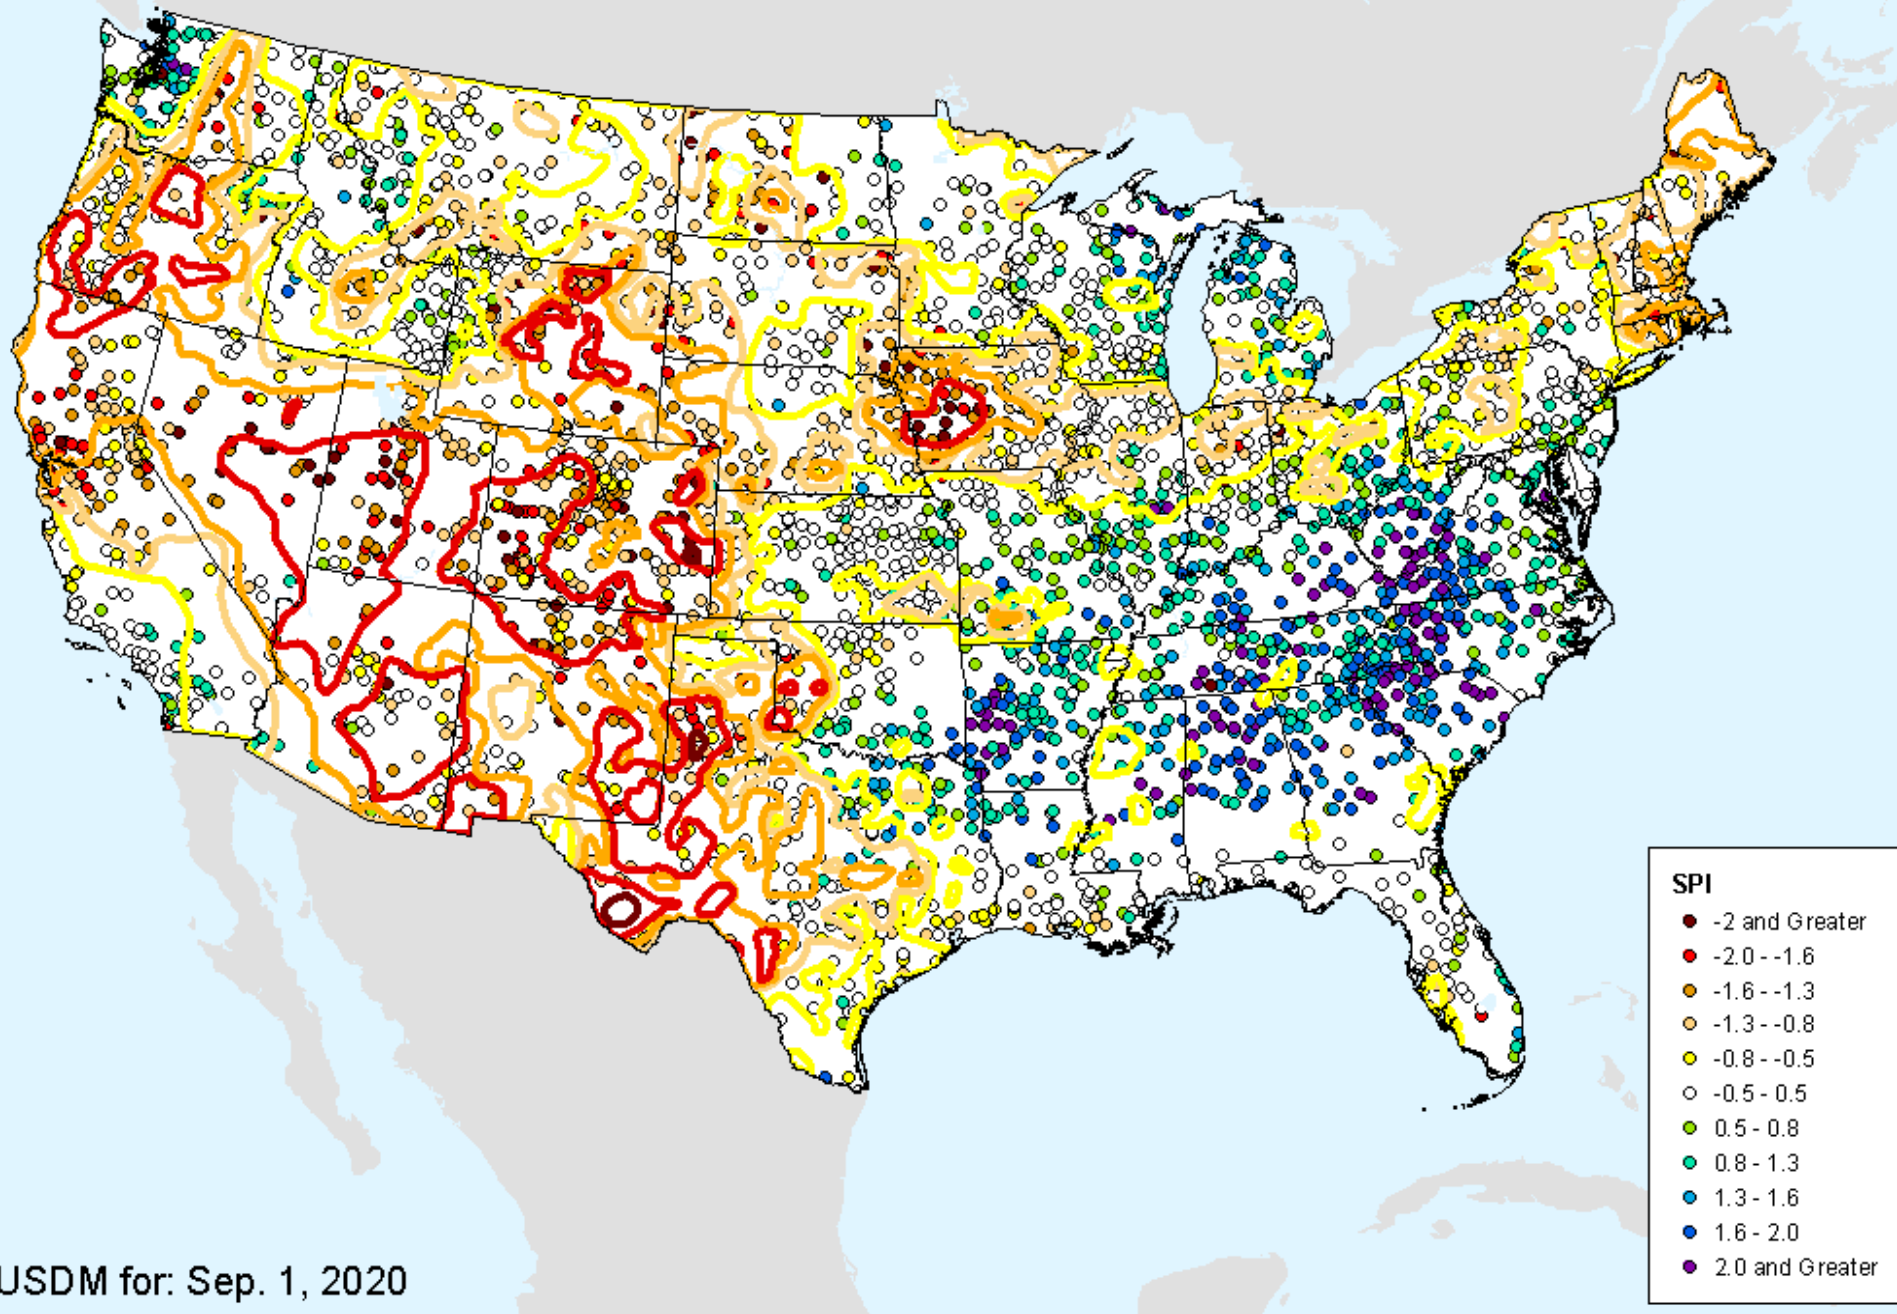 SPI
-2 and Greater
-2.0 - -1.6
-1.6 - -1.3
-1.3 - -0.8
-0.8 - -0.5
-0.5 - 0.5
0.5 - 0.8
0.8 - 1.3
1.3 - 1.6
1.6 - 2.0
2.0 and Greater
USDM for: Sep. 1, 2020